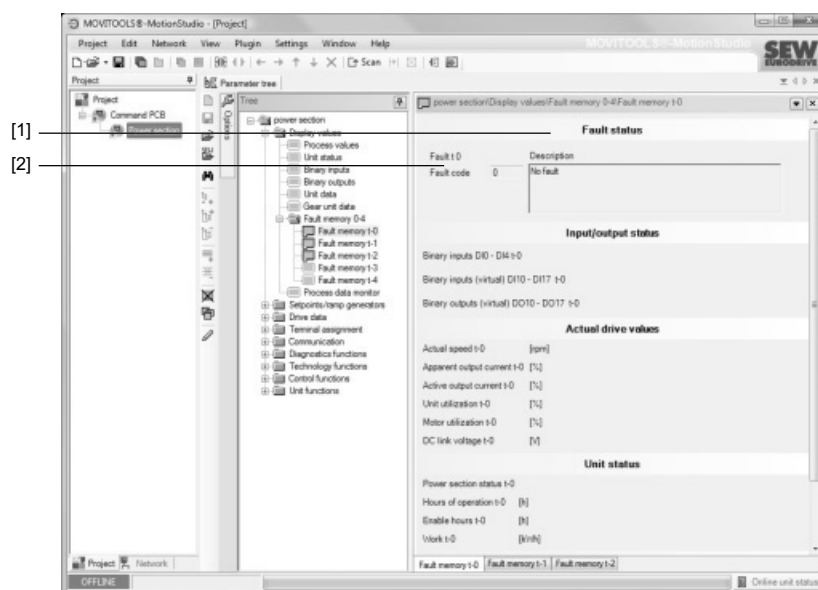 MOVITOOLS®-MotionStudio - [Project]
Project Edit Network View Plugin Settings Window Help
MOVITOOLS®-MotionStudio
SEW
EURODRIVE
Scan
Project
Parameter tree
Project
Command PCB
Power section
Options
Tree
power section
Display values
Process values
Unit status
Binary inputs
Binary outputs
Unit data
Gear unit data
Fault memory 0-4
Fault memory t-0
Fault memory t-1
Fault memory t-2
Fault memory t-3
Fault memory t-4
Process data monitor
Setpoints/ramp generators
Drive data
Terminal assignment
Communication
Diagnostics functions
Technology functions
Control functions
Unit functions
power section\Display values\Fault memory 0-4\Fault memory t-0
[1]
Fault status
[2]
Fault t 0 Description
Fault code 0 No fault
Input/output status
Binary inputs DI0 - DI4 t-0
Binary inputs (virtual) DI10 - DI17 t-0
Binary outputs (virtual) DO10 - DO17 t-0
Actual drive values
Actual speed t-0 [rpm]
Apparent output current t-0 [%]
Active output current t-0 [%]
Unit utilization t-0 [%]
Motor utilization t-0 [%]
DC link voltage t-0 [V]
Unit status
Power section status t-0
Hours of operation t-0 [h]
Enable hours t-0 [h]
Work t-0 [kWh]
Project Network
Fault memory t-0 Fault memory t-1 Fault memory t-2
OFFLINE
Online unit status